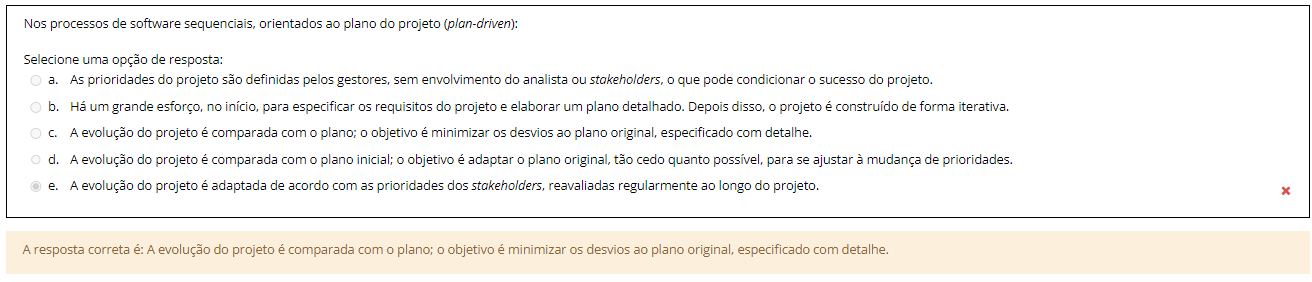 Nos processos de software sequenciais, orientados ao plano do projeto (plan-driven):
Selecione uma opção de resposta:
a. As prioridades do projeto são definidas pelos gestores, sem envolvimento do analista ou stakeholders, o que pode condicionar o sucesso do projeto.
b. Há um grande esforço, no início, para especificar os requisitos do projeto e elaborar um plano detalhado. Depois disso, o projeto é construído de forma iterativa.
c. A evolução do projeto é comparada com o plano; o objetivo é minimizar os desvios ao plano original, especificado com detalhe.
d. A evolução do projeto é comparada com o plano inicial; o objetivo é adaptar o plano original, tão cedo quanto possível, para se ajustar à mudança de prioridades.
e. A evolução do projeto é adaptada de acordo com as prioridades dos stakeholders, reavaliadas regularmente ao longo do projeto.
A resposta correta é: A evolução do projeto é comparada com o plano; o objetivo é minimizar os desvios ao plano original, especificado com detalhe.